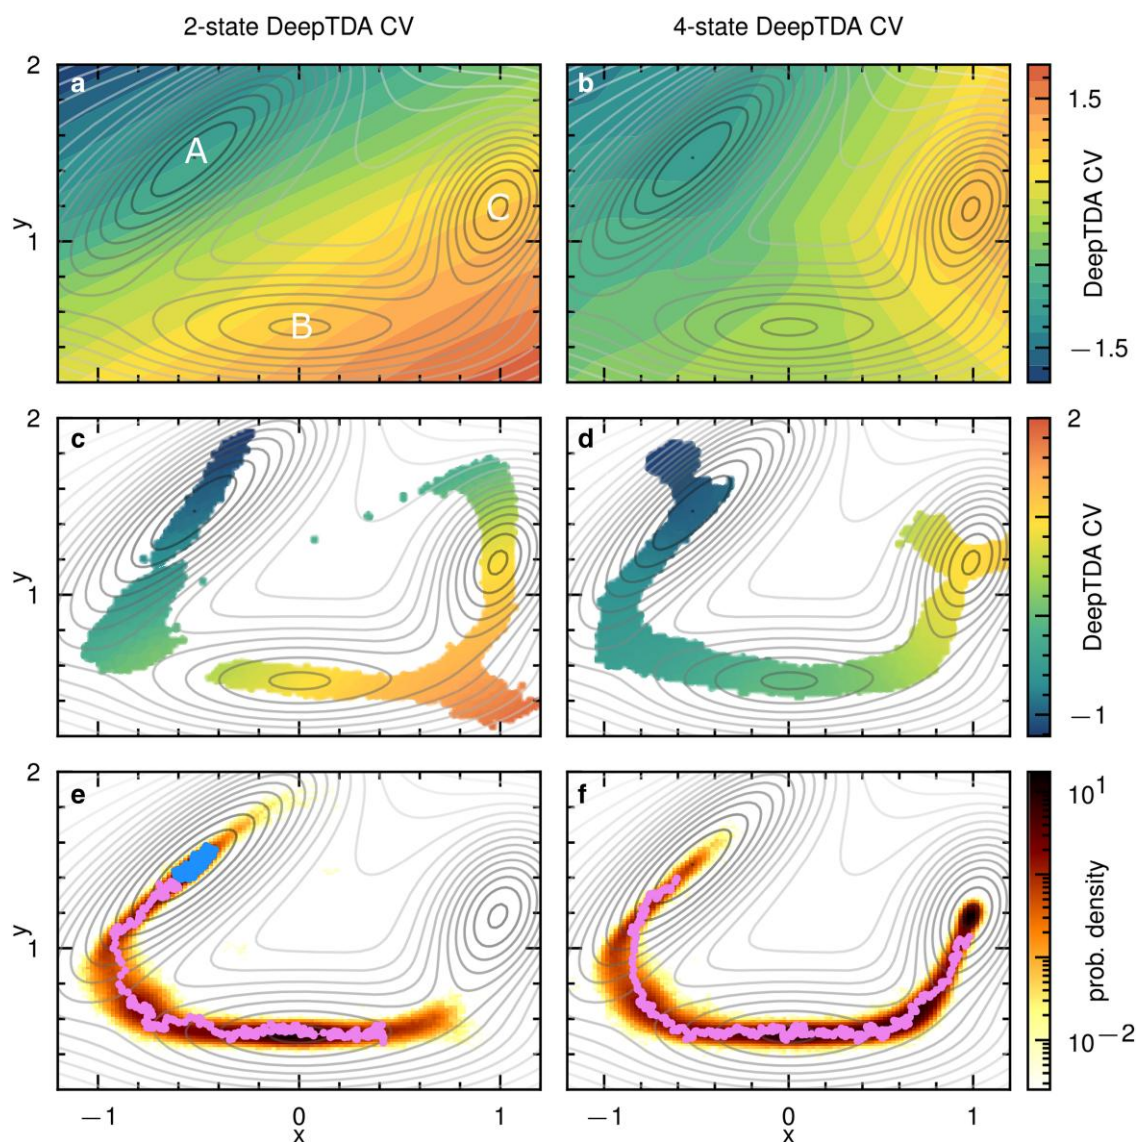 2-state DeepTDA CV 4-state DeepTDA CV
2 a b 1.5
A
C
y 1 DeepTDA CV
B
−1.5
2 c d 2
y 1 DeepTDA CV
−1
2 e f 10¹
y 1 prob. density
10⁻²
−1 0 1 −1 0 1
x x